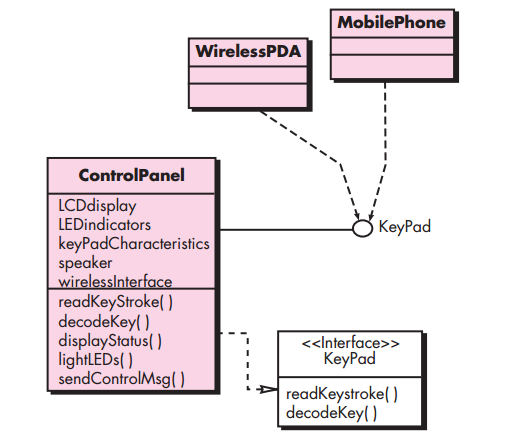 MobilePhone
WirelessPDA
ControlPanel
LCDdisplay
LEDindicators
keyPadCharacteristics
speaker
wirelessInterface
readKeyStroke( )
decodeKey( )
displayStatus( )
lightLEDs( )
sendControlMsg( )
KeyPad
<<Interface>>
KeyPad
readKeystroke( )
decodeKey( )